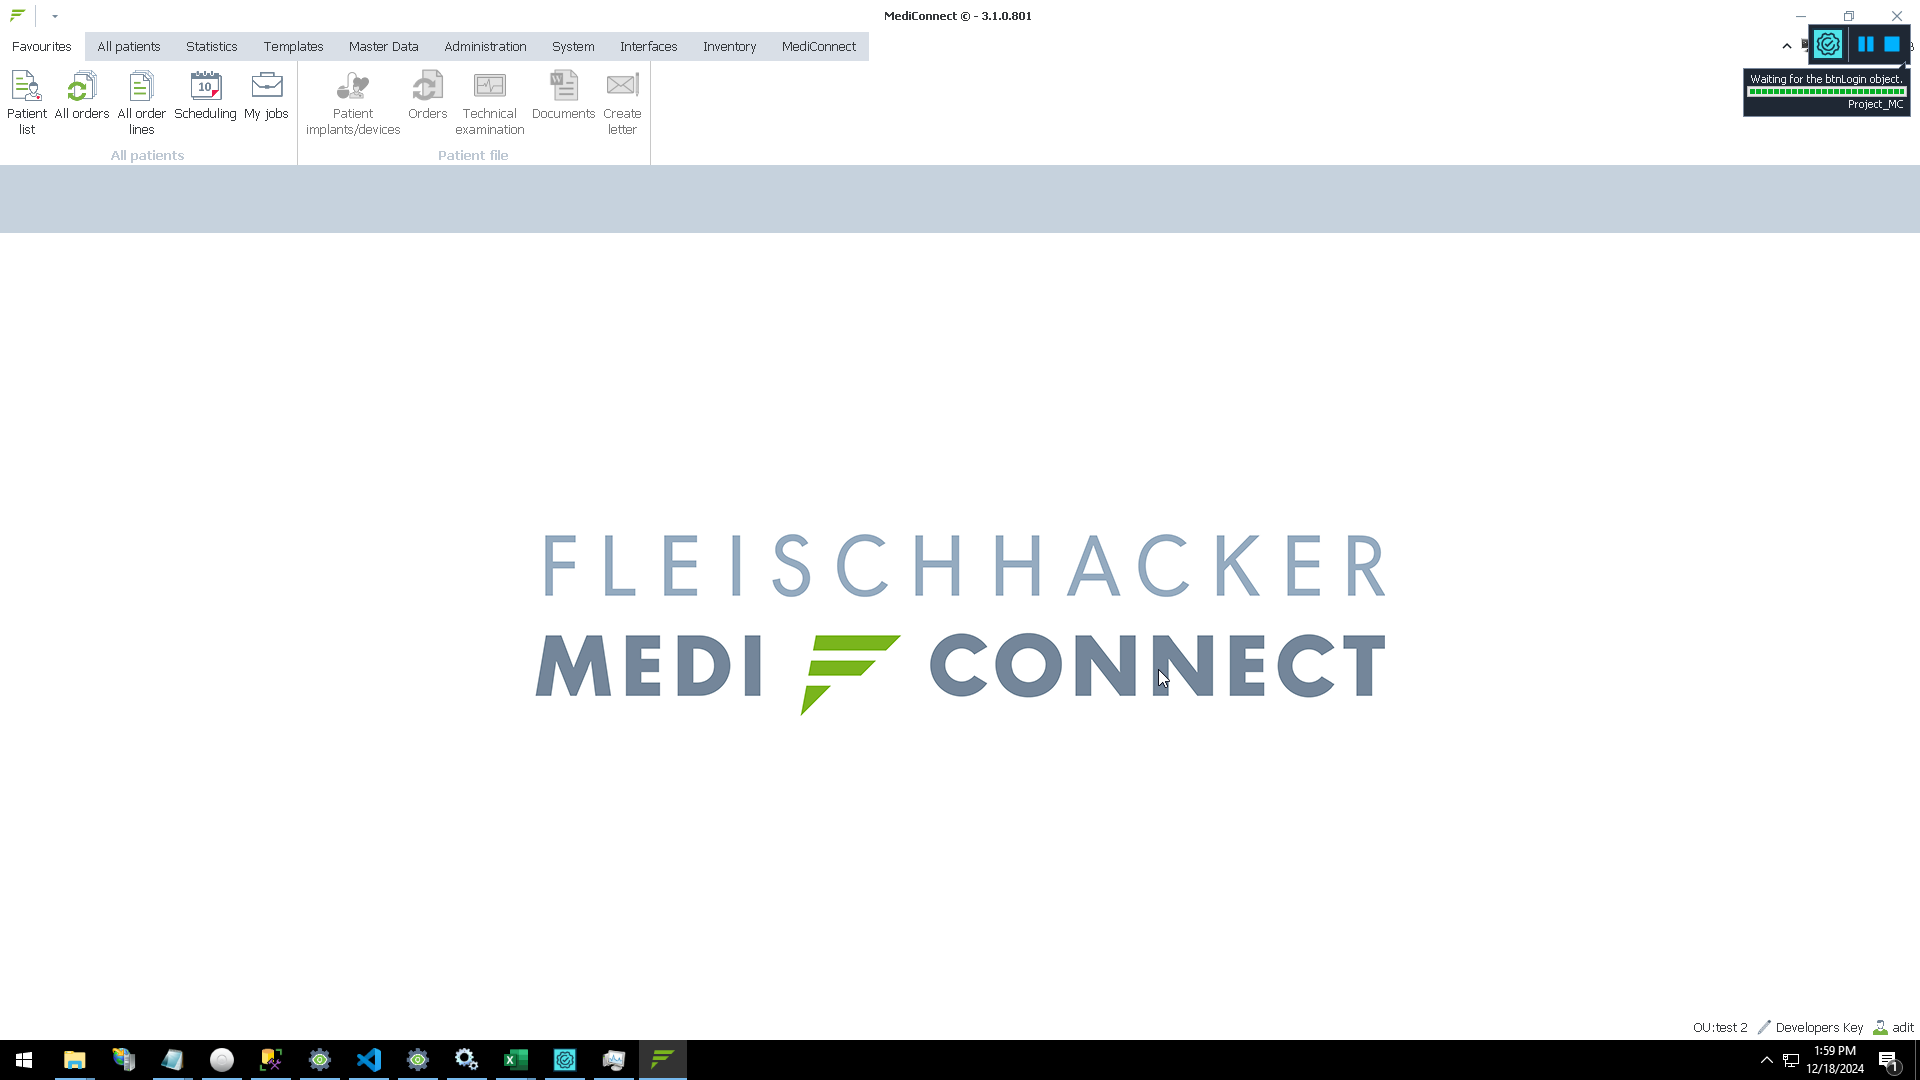 MediConnect © - 3.1.0.801
Favourites
All patients
Statistics
Templates
Master Data
Administration
System
Interfaces
Inventory
MediConnect
Patient list
All orders
All order lines
Scheduling
My jobs
Patient implants/devices
Orders
Technical examination
Documents
Create letter
10
All patients
Patient file
Waiting for the btnLogin object.
Project_MC
FLEISCHHACKER
MEDI CONNECT
OU:test 2
Developers Key
adit
1:59 PM
12/18/2024
1